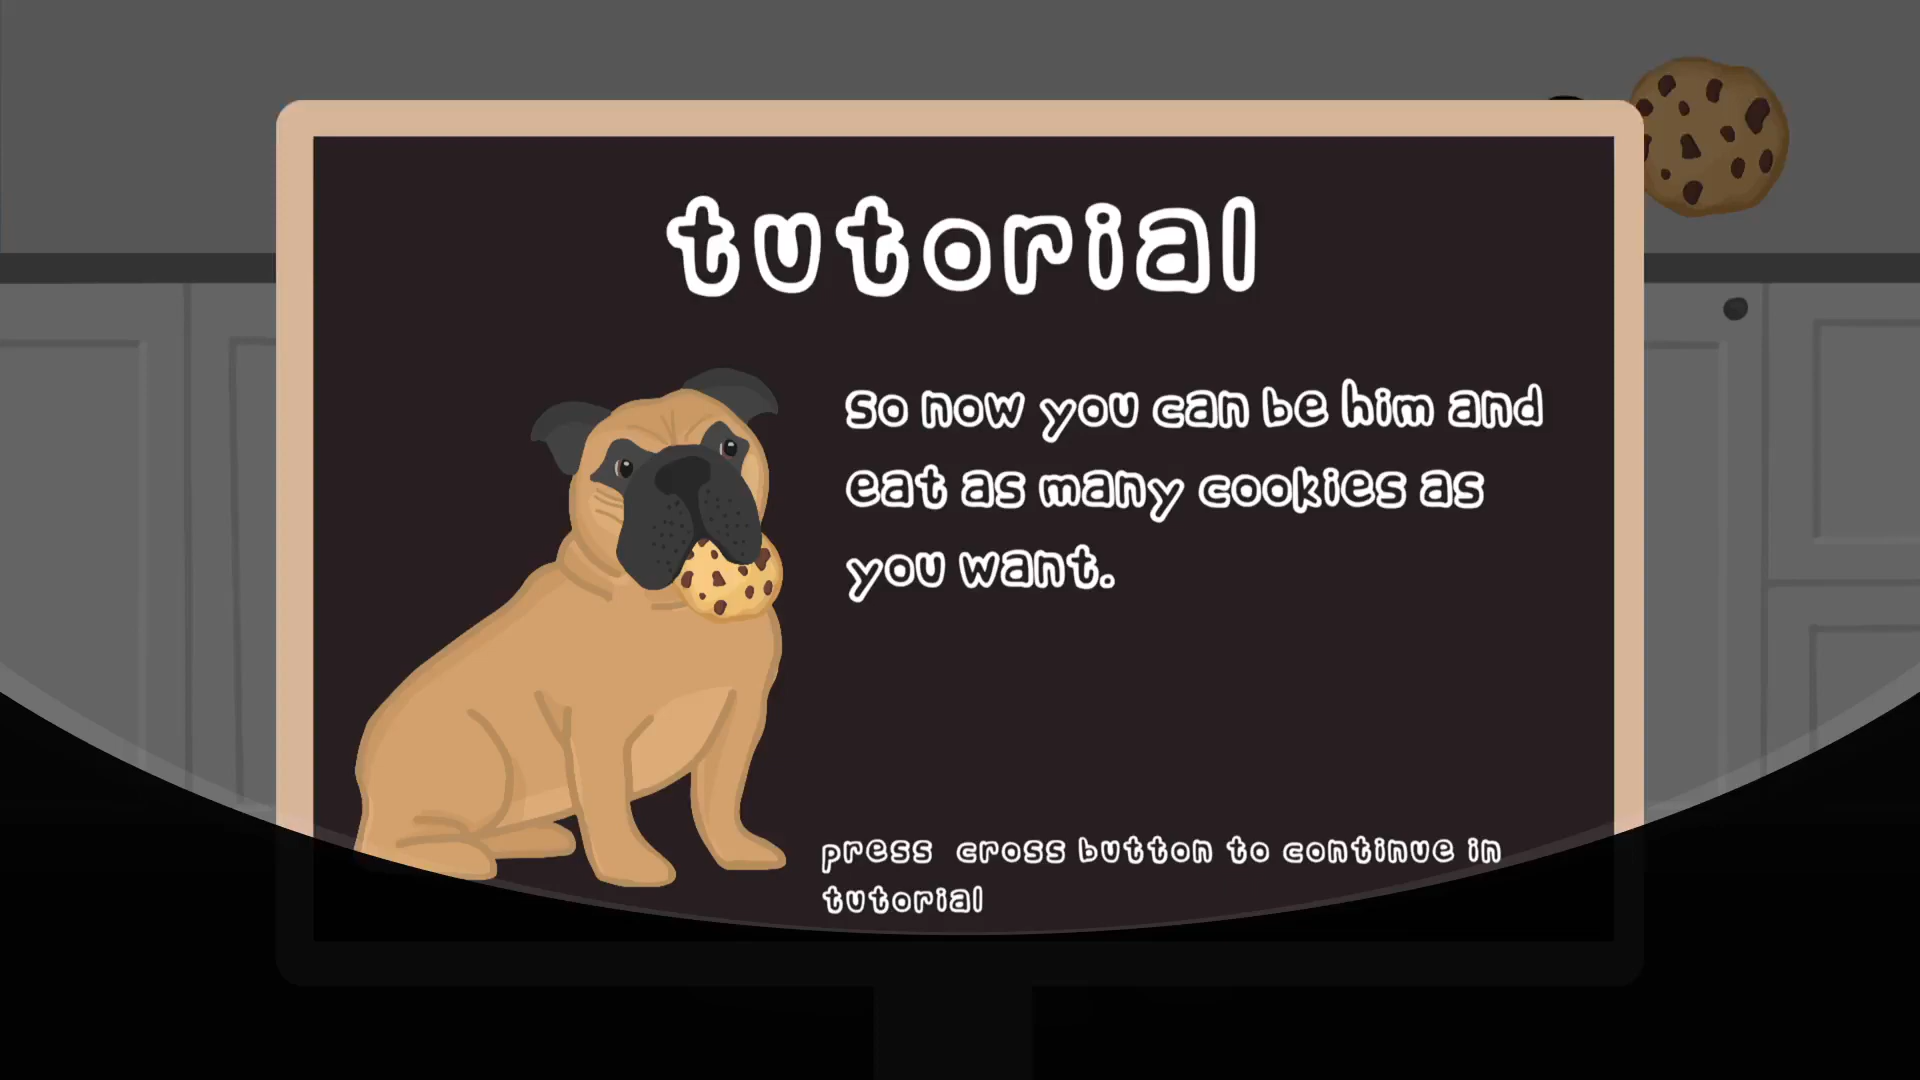 tutorial
so now you can be him and
eat as many cookies as
you want.
press cross button to continue in
tutorial